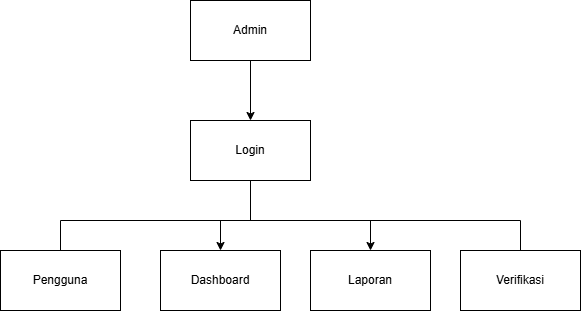 Admin
Login
Pengguna
Dashboard
Laporan
Verifikasi